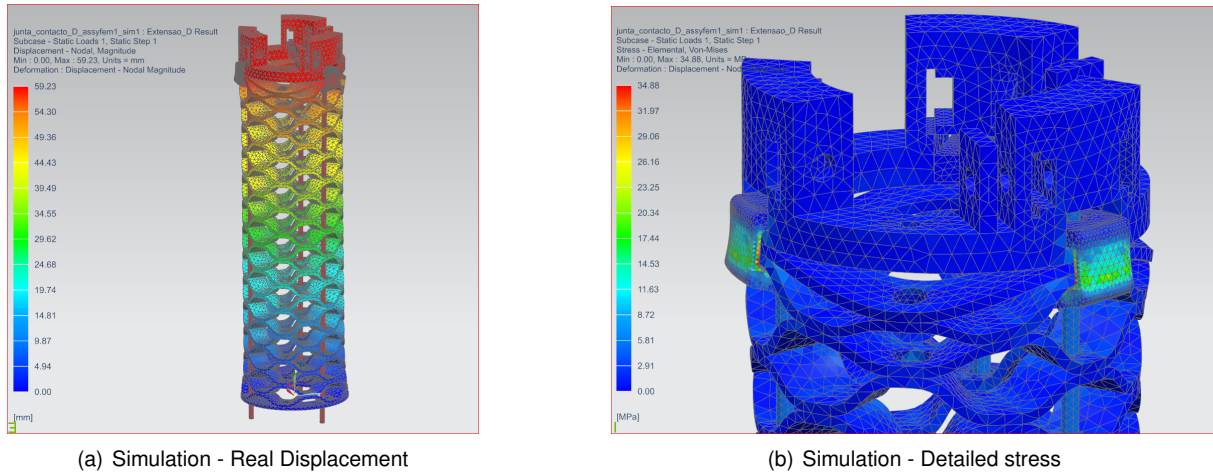 junta_contacto_D_assyfem1_sim1 : Extensao_D Result
Subcase - Static Loads 1, Static Step 1
Displacement - Nodal, Magnitude
Min : 0.00, Max : 59.23, Units = mm
Deformation : Displacement - Nodal Magnitude
59.23
54.30
49.36
44.43
39.49
34.55
29.62
24.68
19.74
14.81
9.87
4.94
0.00
[mm]
junta_contacto_D_assyfem1_sim1 : Extensao_D Result
Subcase - Static Loads 1, Static Step 1
Stress - Elemental, Von-Mises
Min : 0.00, Max : 34.88, Units = MP
Deformation : Displacement - Nod
34.88
31.97
29.06
26.16
23.25
20.34
17.44
14.53
11.63
8.72
5.81
2.91
0.00
[MPa]
(a) Simulation - Real Displacement
(b) Simulation - Detailed stress